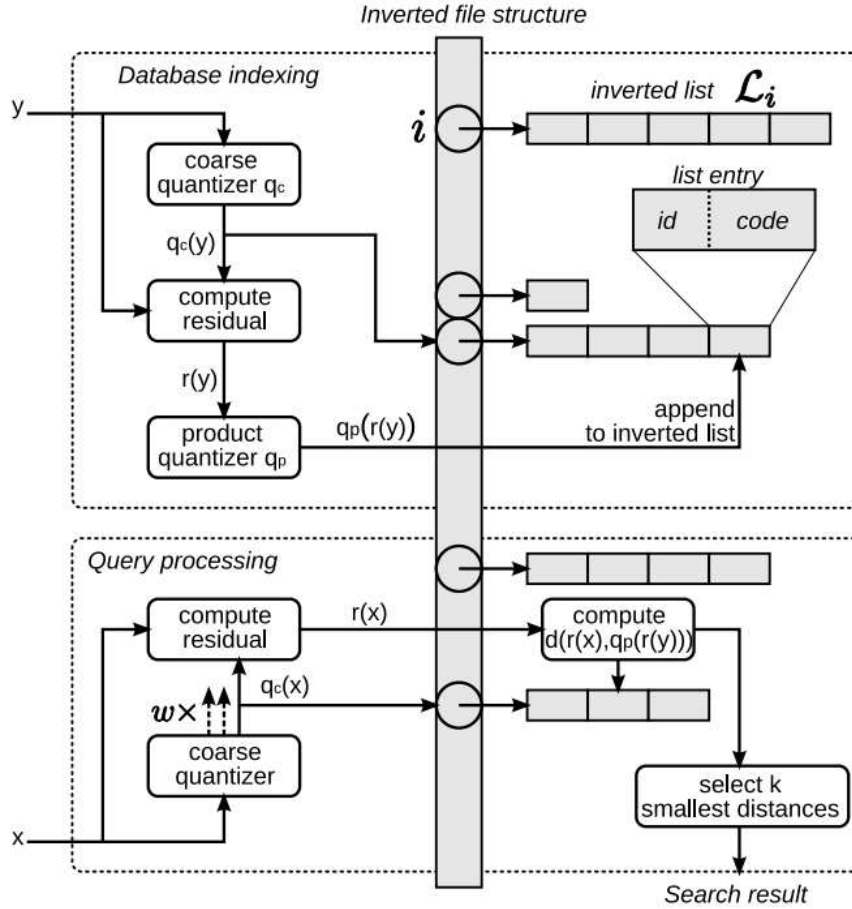 Inverted file structure
Database indexing
y
i
inverted list ℒi
coarse
quantizer qc
list entry
id
code
qc(y)
compute
residual
r(y)
append
to inverted list
product
quantizer qp
qp(r(y))
Query processing
compute
residual
r(x)
compute
d(r(x),qp(r(y)))
w×
qc(x)
coarse
quantizer
select k
smallest distances
x
Search result